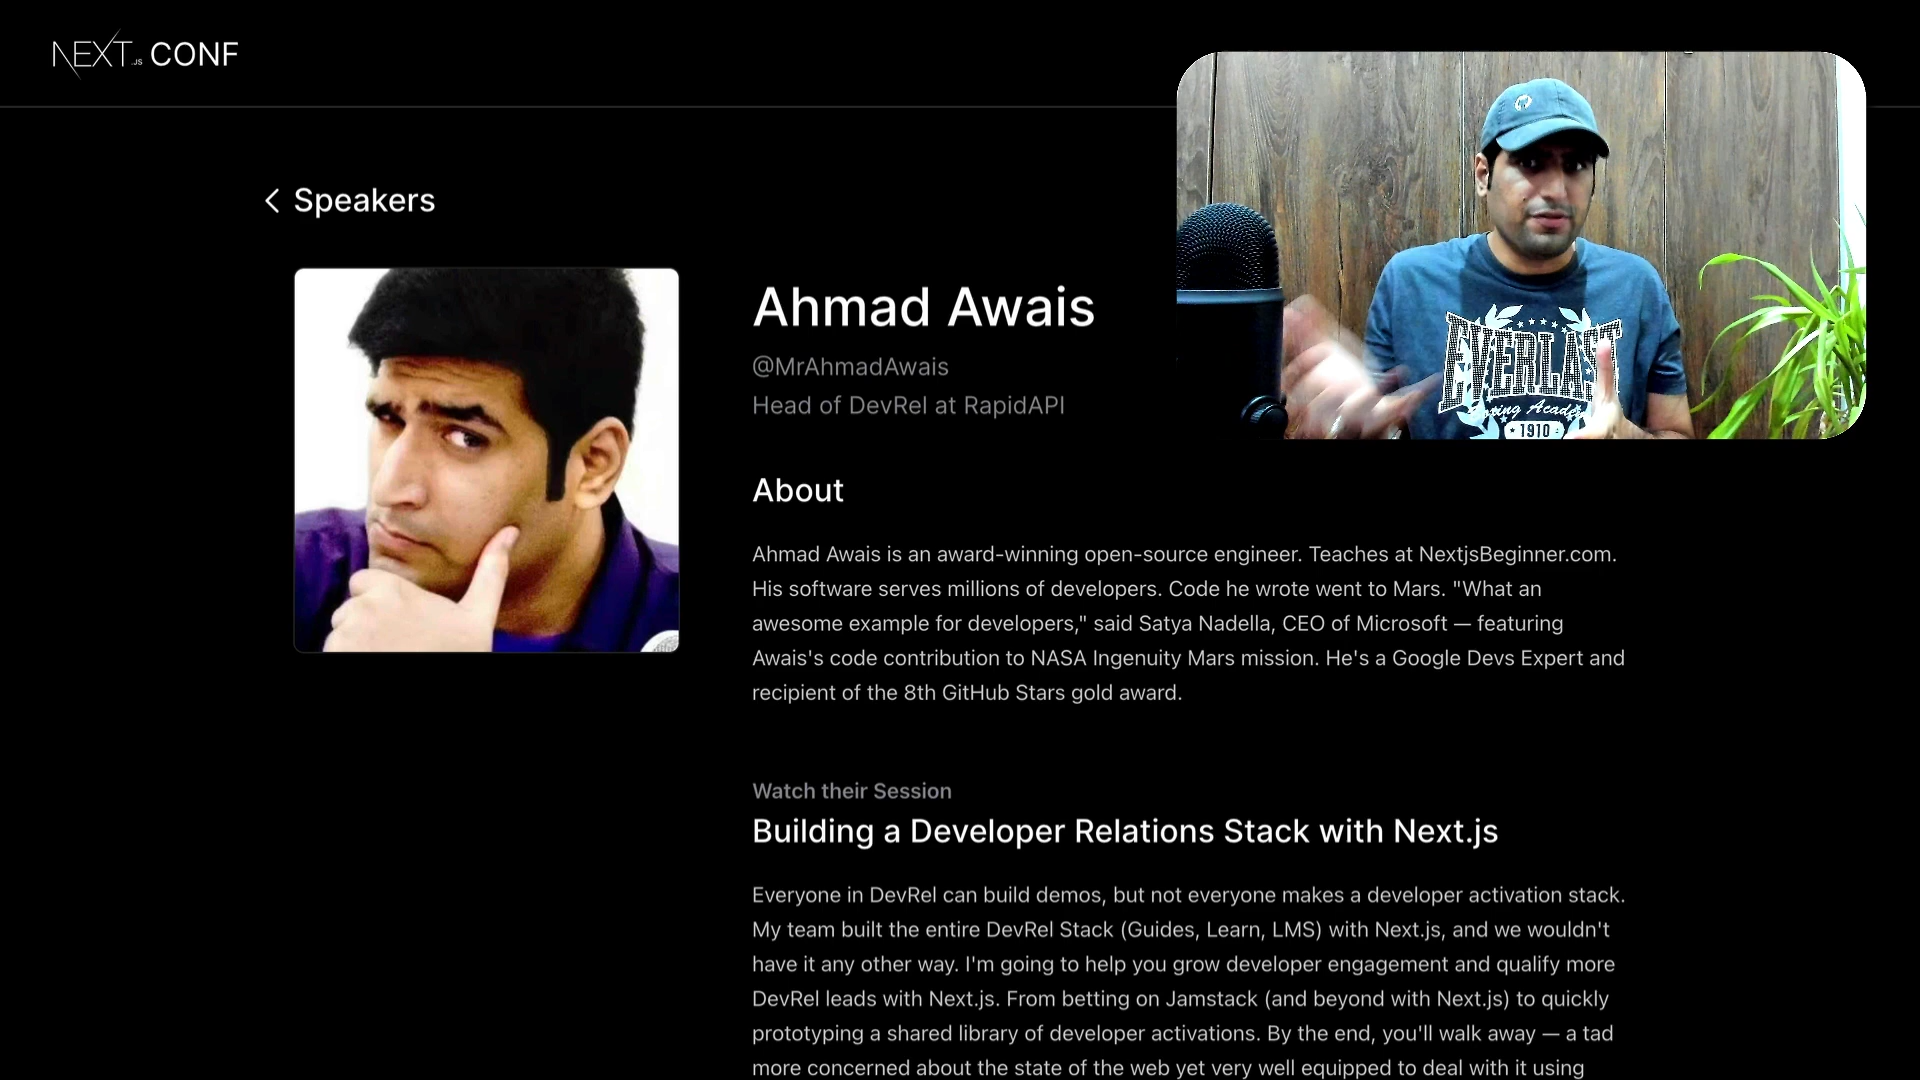 NEXT.JS CONF
Speakers
Ahmad Awais
@MrAhmadAwais
Head of DevRel at RapidAPI
EVERLAST
Boxing Academy
1910
About
Ahmad Awais is an award-winning open-source engineer. Teaches at NextjsBeginner.com.
His software serves millions of developers. Code he wrote went to Mars. "What an
awesome example for developers," said Satya Nadella, CEO of Microsoft — featuring
Awais's code contribution to NASA Ingenuity Mars mission. He's a Google Devs Expert and
recipient of the 8th GitHub Stars gold award.
Watch their Session
Building a Developer Relations Stack with Next.js
Everyone in DevRel can build demos, but not everyone makes a developer activation stack.
My team built the entire DevRel Stack (Guides, Learn, LMS) with Next.js, and we wouldn't
have it any other way. I'm going to help you grow developer engagement and qualify more
DevRel leads with Next.js. From betting on Jamstack (and beyond with Next.js) to quickly
prototyping a shared library of developer activations. By the end, you'll walk away — a tad
more concerned about the state of the web yet very well equipped to deal with it using